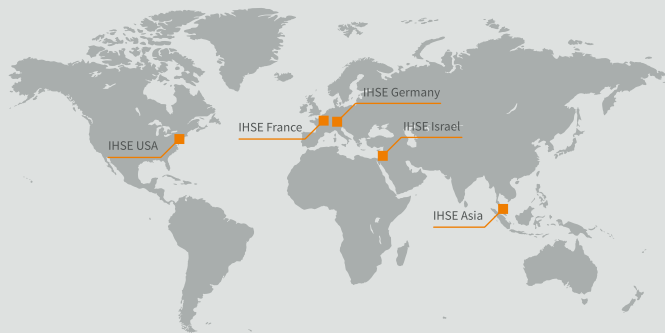 IHSE Germany
IHSE France
IHSE Israel
IHSE USA
IHSE Asia